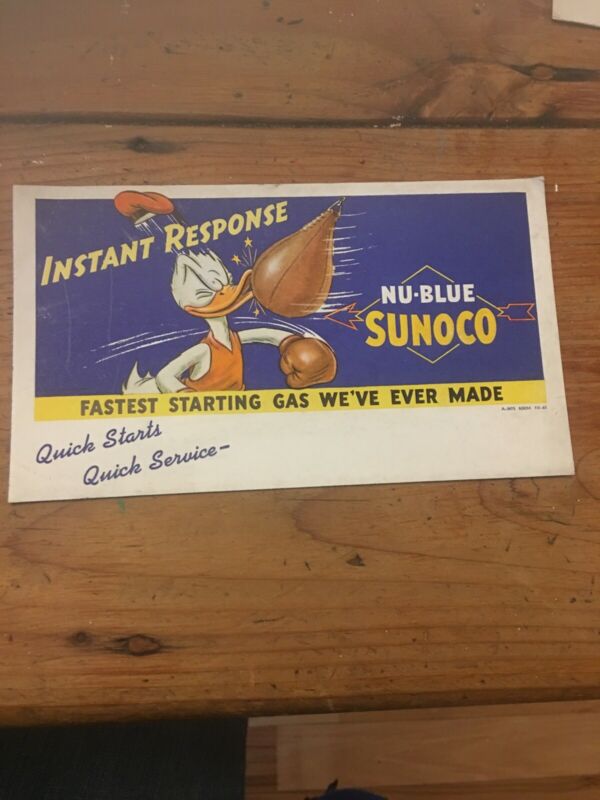 INSTANT RESPONSE
NU-BLUE
SUNOCO
FASTEST STARTING GAS WE'VE EVER MADE
Quick Starts
Quick Service-